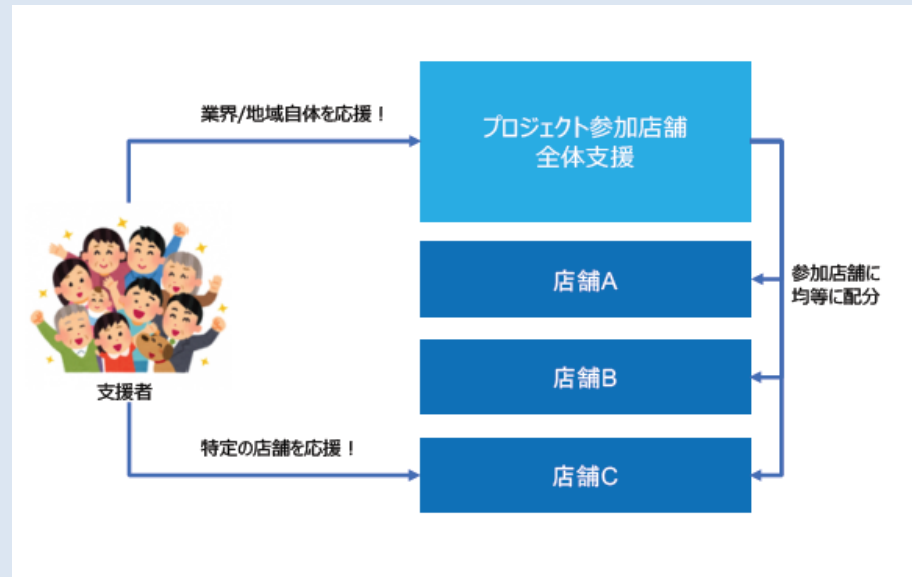 業界/地域自体を応援！
プロジェクト参加店舗
全体支援
店舗A
参加店舗に
均等に配分
店舗B
支援者
特定の店舗を応援！
店舗C